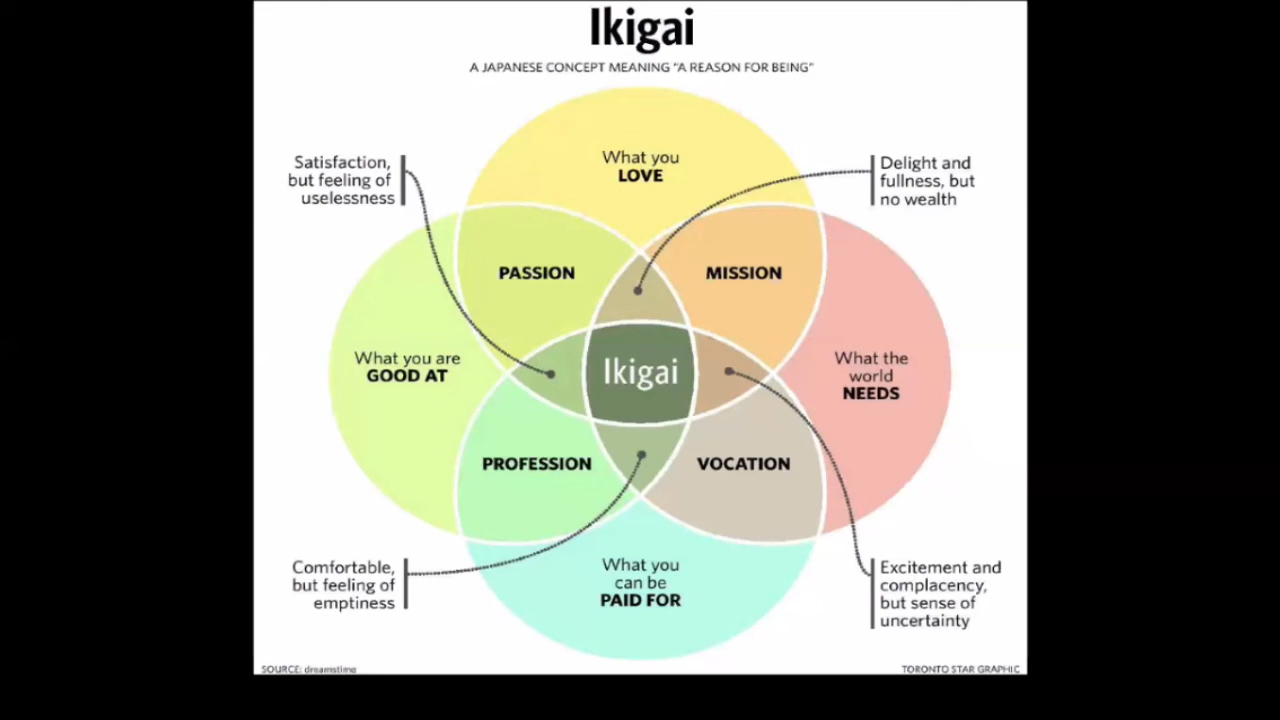 Ikigai
A JAPANESE CONCEPT MEANING "A REASON FOR BEING"
Satisfaction,
but feeling of
uselessness
What you
LOVE
Delight and
fullness, but
no wealth
PASSION
MISSION
What you are
GOOD AT
Ikigai
What the
world
NEEDS
PROFESSION
VOCATION
Comfortable,
but feeling of
emptiness
What you
can be
PAID FOR
Excitement and
complacency,
but sense of
uncertainty
SOURCE: dreamstime
TORONTO STAR GRAPHIC